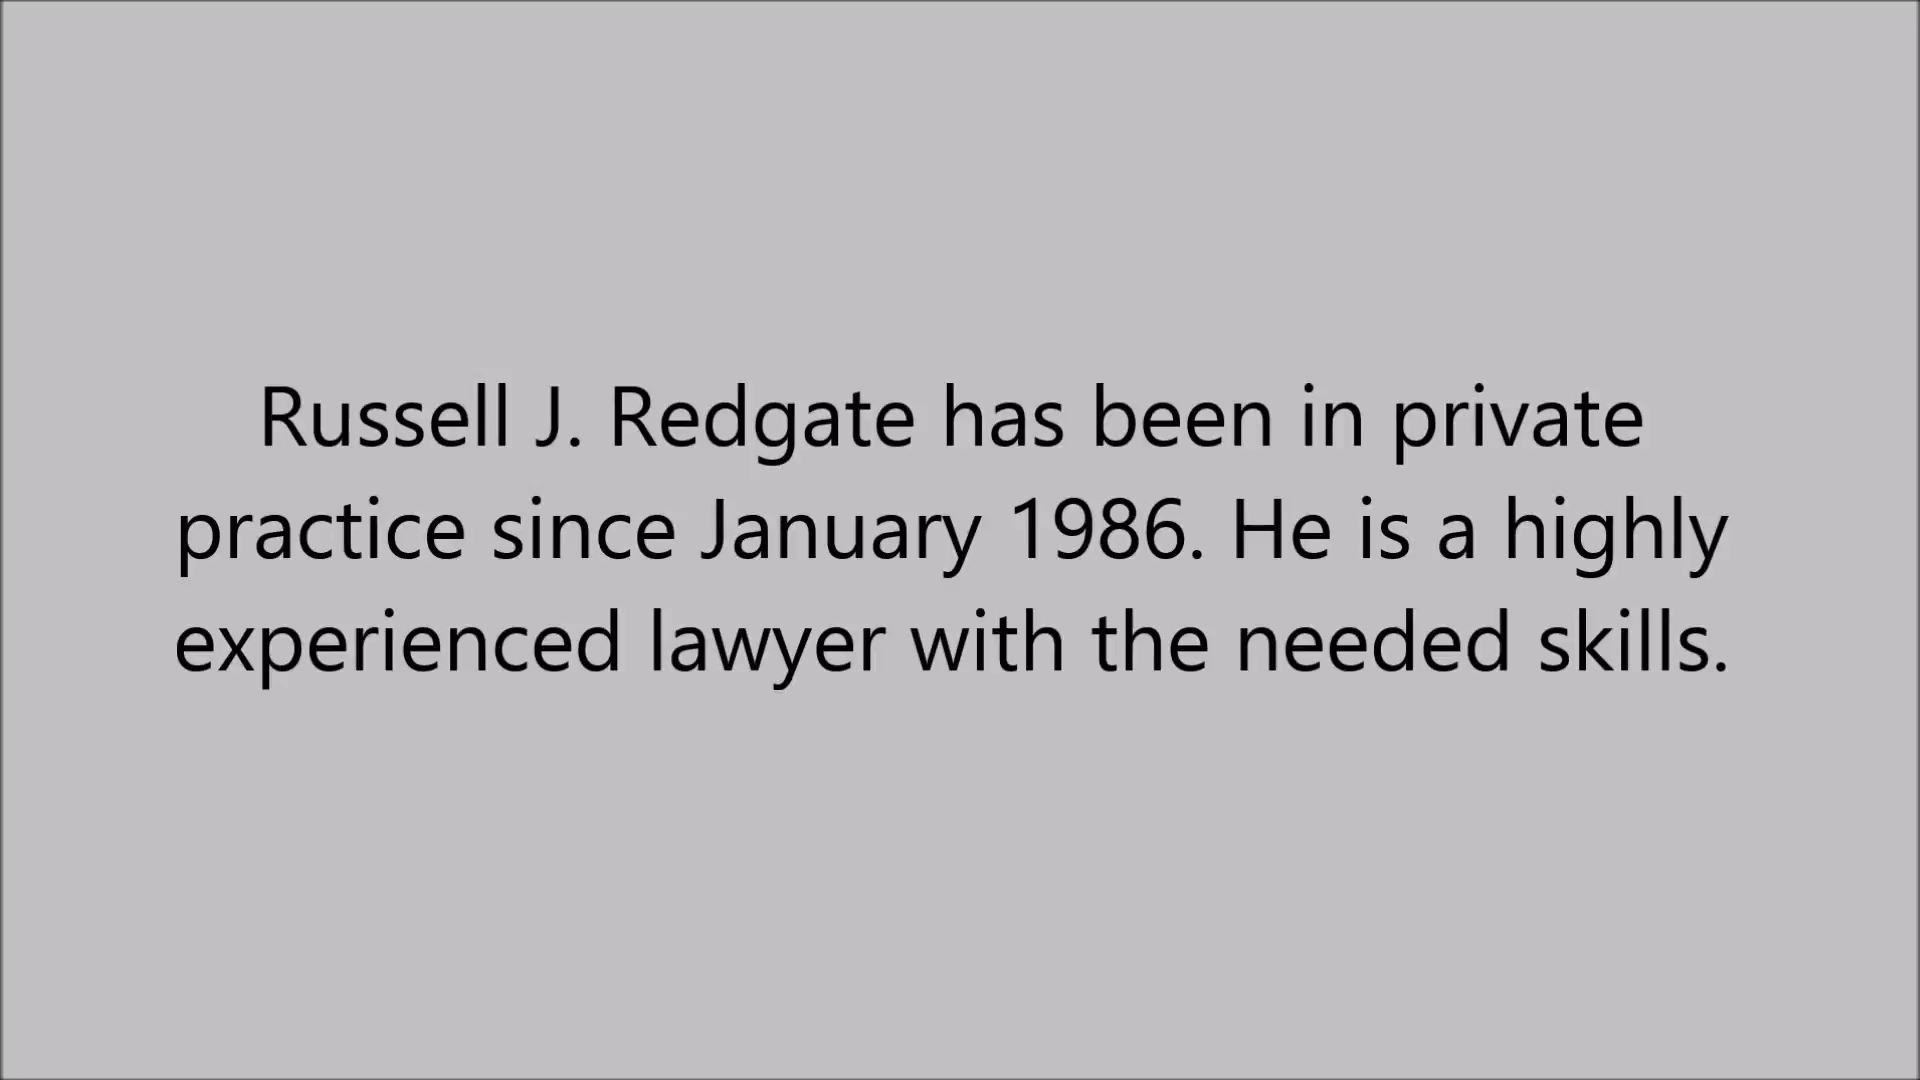 Russell J. Redgate has been in private
practice since January 1986. He is a highly
experienced lawyer with the needed skills.